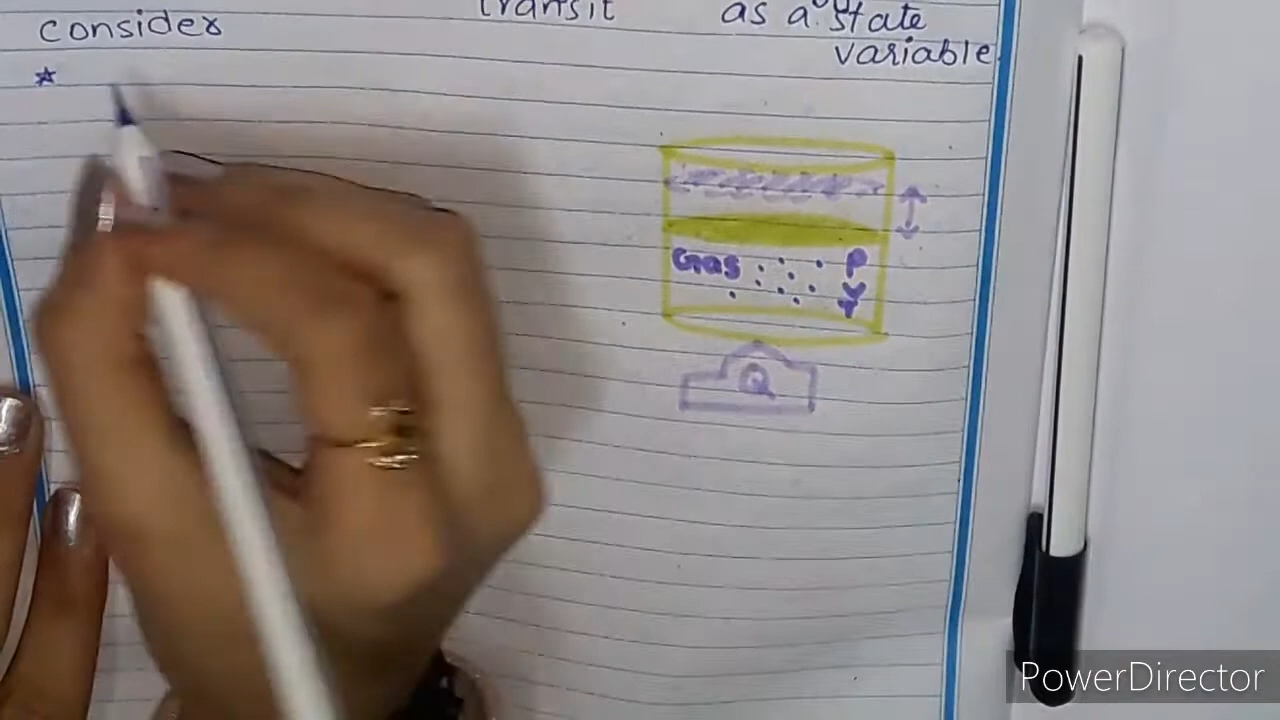 consider
transit
as a state
variable
Gas
P
V
T
Q
PowerDirector